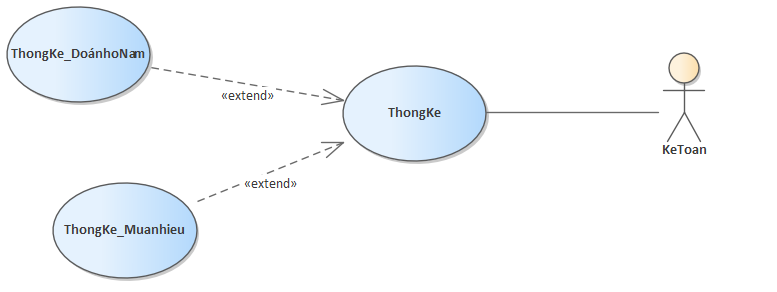 ThongKe_DoánhoNam
«extend»
ThongKe
KeToan
«extend»
ThongKe_Muanhieu